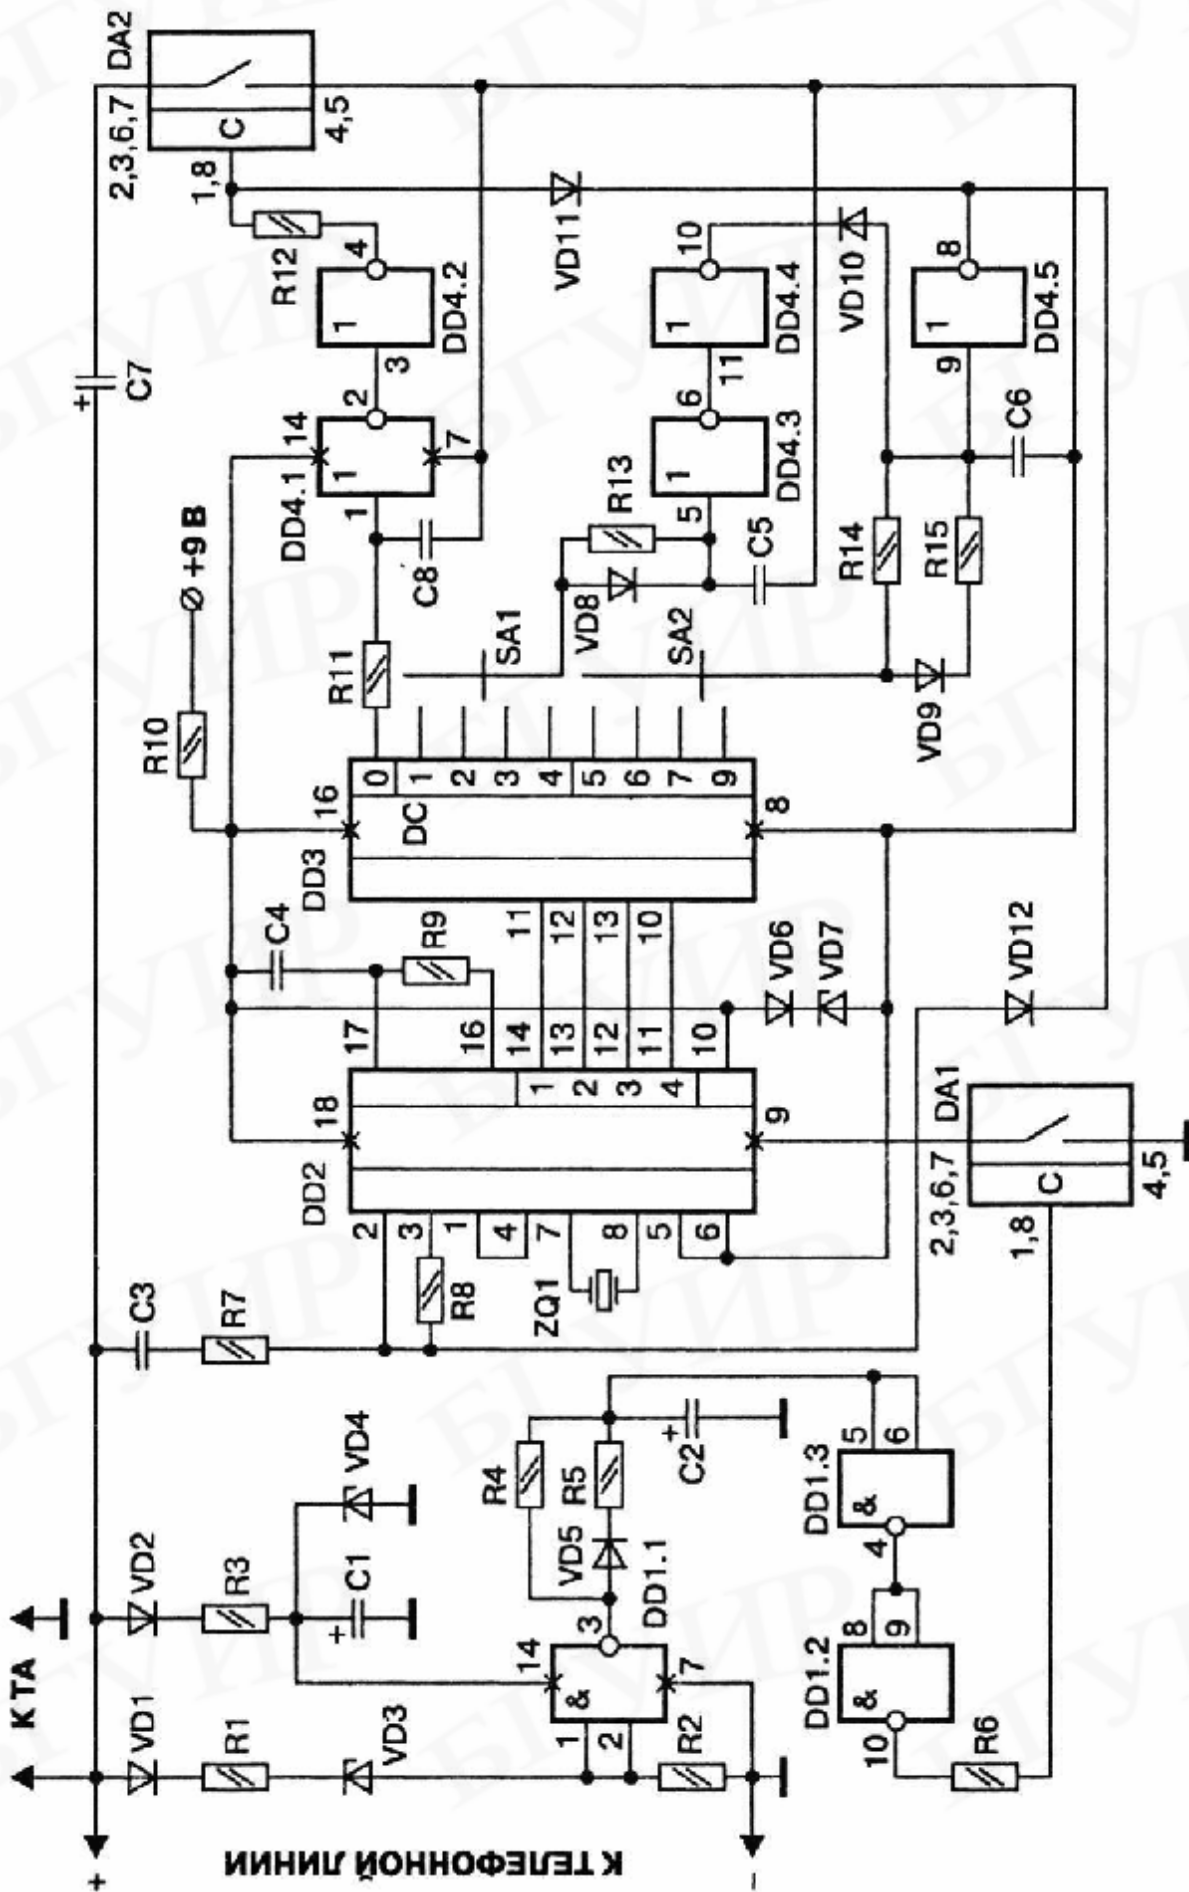 К ТЕЛЕФОННОЙ ЛИНИИ
+
–
К ТА
VD1
R1
VD3
VD2
R3
+ C1
VD4
1
2
&
14
3
7
DD1.1
R2
R4
VD5
R5
+ C2
DD1.2
&
8
9
10
R6
DD1.3
&
4
5
6
C3
R7
R8
ZQ1
DD2
18
2
3
1
4
7
8
5
6
17
16
14
13
12
11
10
1
2
3
4
9
C4
R9
DA1
2,3,6,7
C
1,8
4,5
VD6
VD7
VD12
R10
+9 В
DD3
16
11
12
13
10
DC
0
1
2
3
4
5
6
7
9
8
R11
C8
SA1
SA2
VD8
R13
C5
VD9
R14
R15
C6
DD4.1
14
1
1
2
7
DD4.2
3
1
4
R12
DD4.3
5
1
6
DD4.4
11
1
10
VD10
VD11
DD4.5
9
1
8
+ C7
DA2
2,3,6,7
C
1,8
4,5
БГУИР